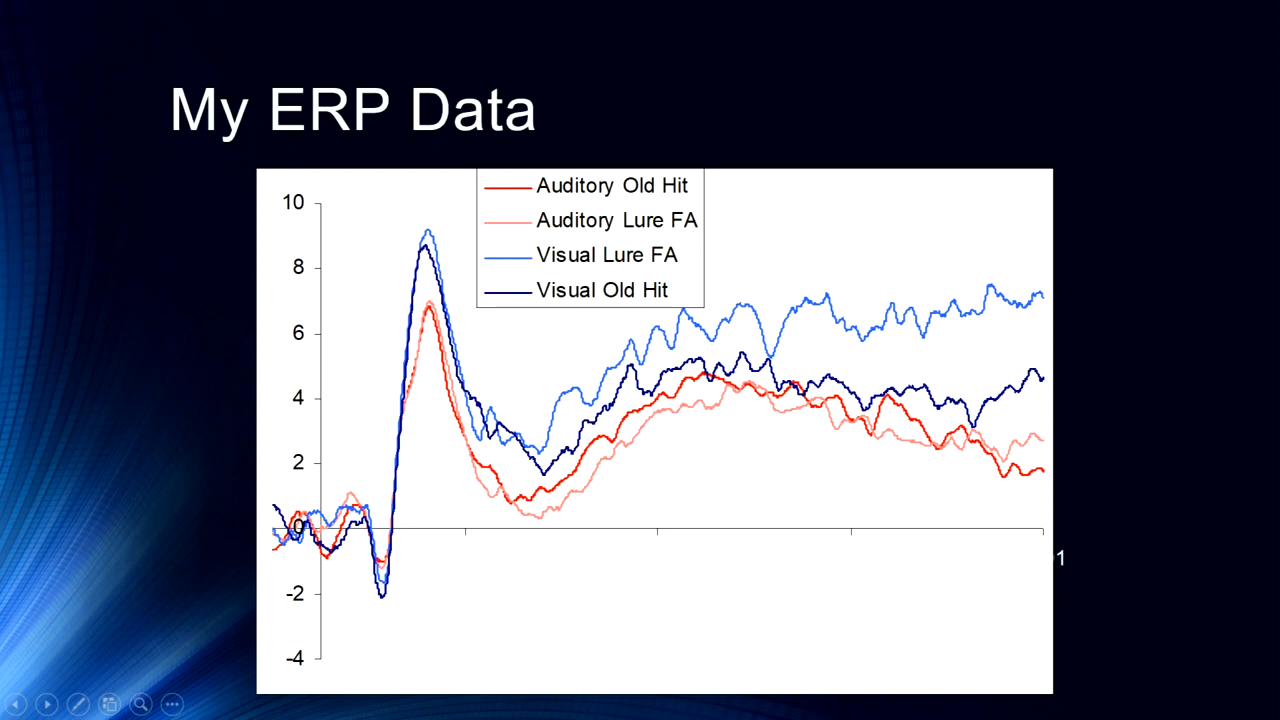 My ERP Data
Auditory Old Hit
Auditory Lure FA
Visual Lure FA
Visual Old Hit
10
8
6
4
2
0
-2
-4
1